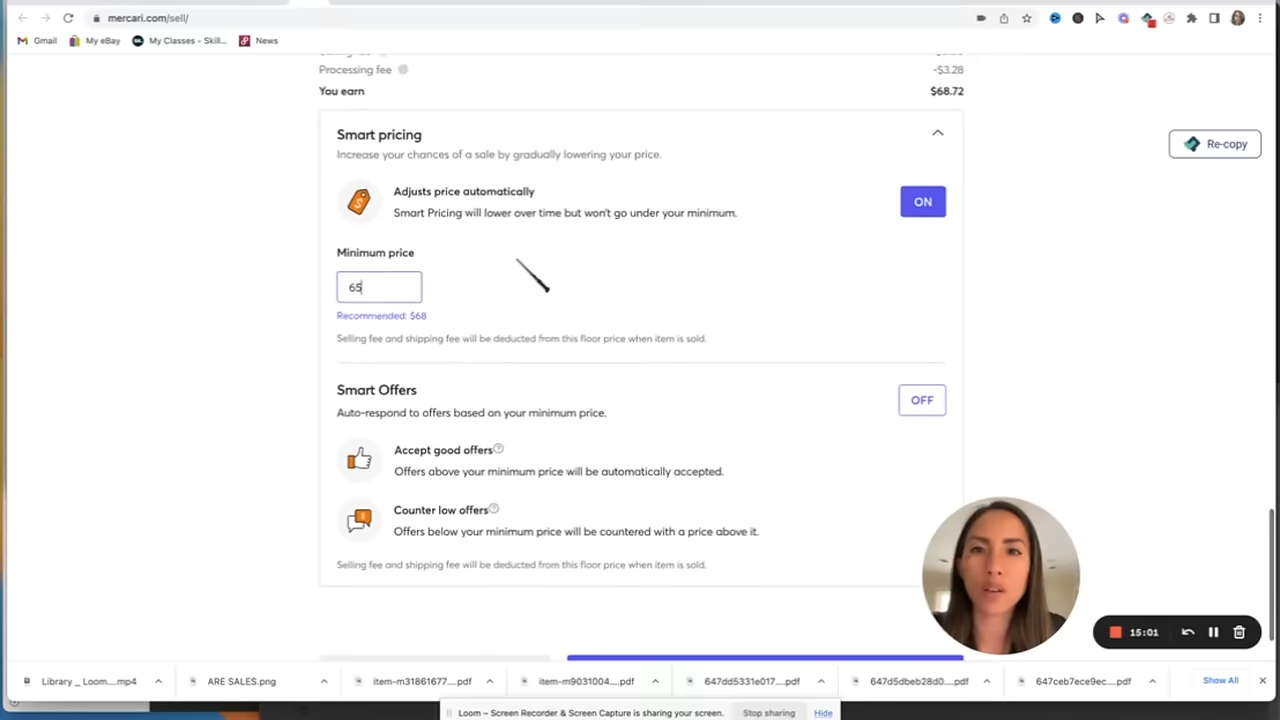 mercari.com/sell/
Gmail
My eBay
My Classes - Skill...
News
Processing fee
-$3.28
You earn
$68.72
Smart pricing
Increase your chances of a sale by gradually lowering your price.
Re-copy
Adjusts price automatically
Smart Pricing will lower over time but won't go under your minimum.
ON
Minimum price
65
Recommended: $68
Selling fee and shipping fee will be deducted from this floor price when item is sold.
Smart Offers
Auto-respond to offers based on your minimum price.
OFF
Accept good offers
Offers above your minimum price will be automatically accepted.
Counter low offers
Offers below your minimum price will be countered with a price above it.
Selling fee and shipping fee will be deducted from this floor price when item is sold.
15:01
Library _ Loom....mp4
ARE SALES.png
item-m31861677....pdf
item-m9031004....pdf
647dd5331e017....pdf
647d5dbeb28d0....pdf
647ceb7ece9ec....pdf
Show All
Loom – Screen Recorder & Screen Capture is sharing your screen.
Stop sharing
Hide